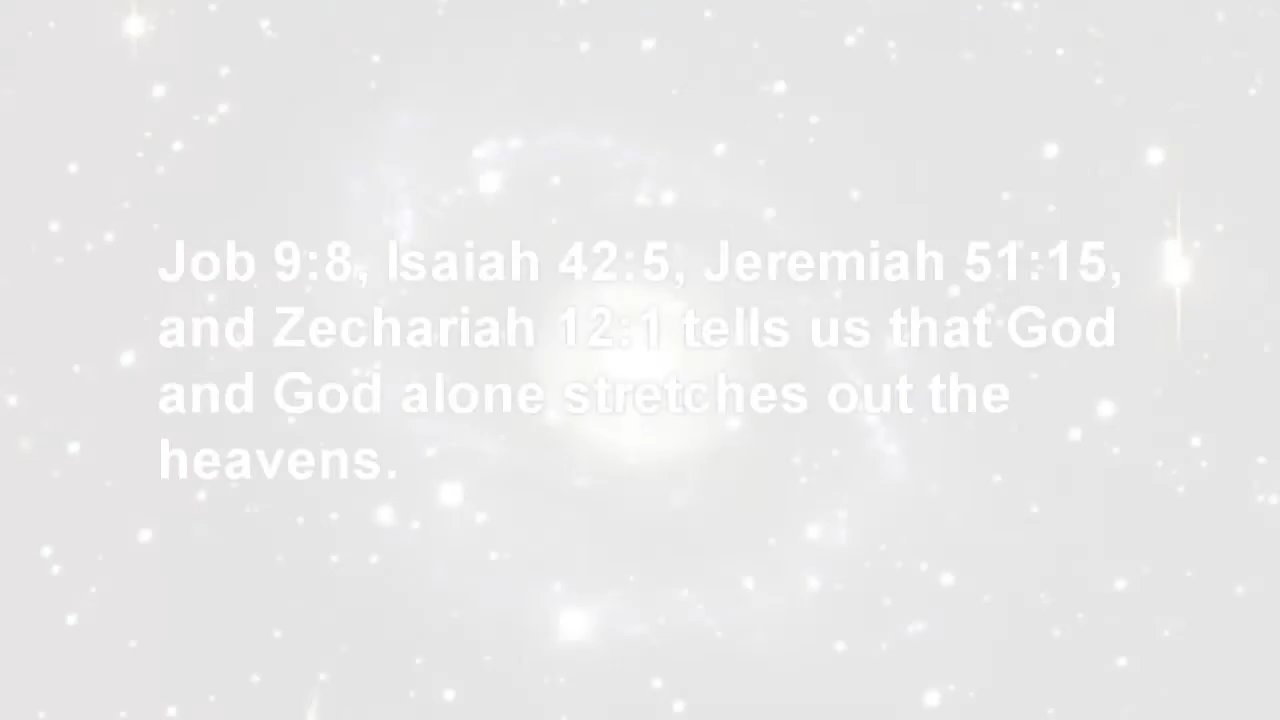 Job 9:8, Isaiah 42:5, Jeremiah 51:15,
and Zechariah 12:1 tells us that God
and God alone stretches out the
heavens.